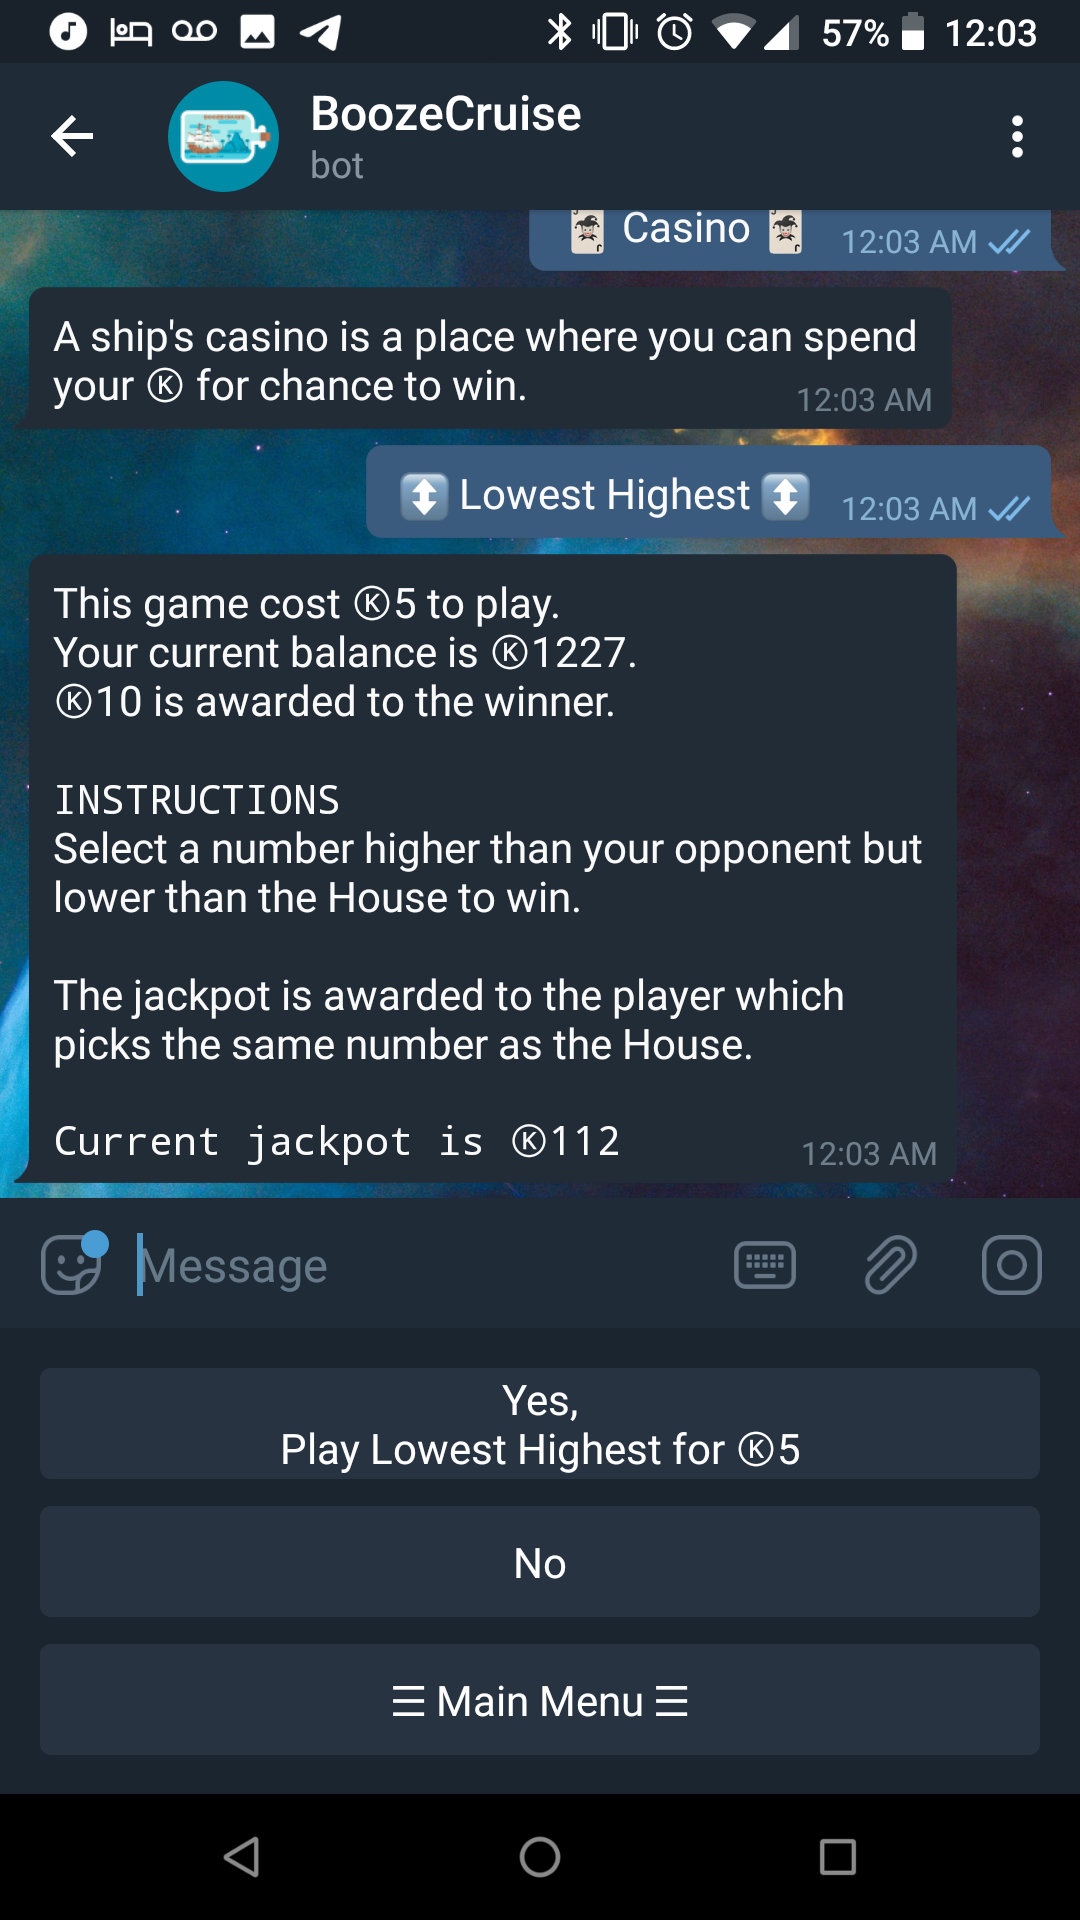 57% 12:03
BoozeCruise
bot
🃏 Casino 🃏 12:03 AM
A ship's casino is a place where you can spend
your Ⓚ for chance to win. 12:03 AM
↕️ Lowest Highest ↕️ 12:03 AM
This game cost Ⓚ5 to play.
Your current balance is Ⓚ1227.
Ⓚ10 is awarded to the winner.
INSTRUCTIONS
Select a number higher than your opponent but
lower than the House to win.
The jackpot is awarded to the player which
picks the same number as the House.
Current jackpot is Ⓚ112 12:03 AM
Message
Yes,
Play Lowest Highest for Ⓚ5
No
☰ Main Menu ☰